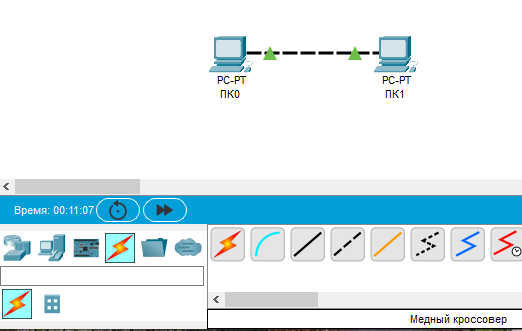 PC-PT
ПК0
PC-PT
ПК1
Время: 00:11:07
Медный кроссовер